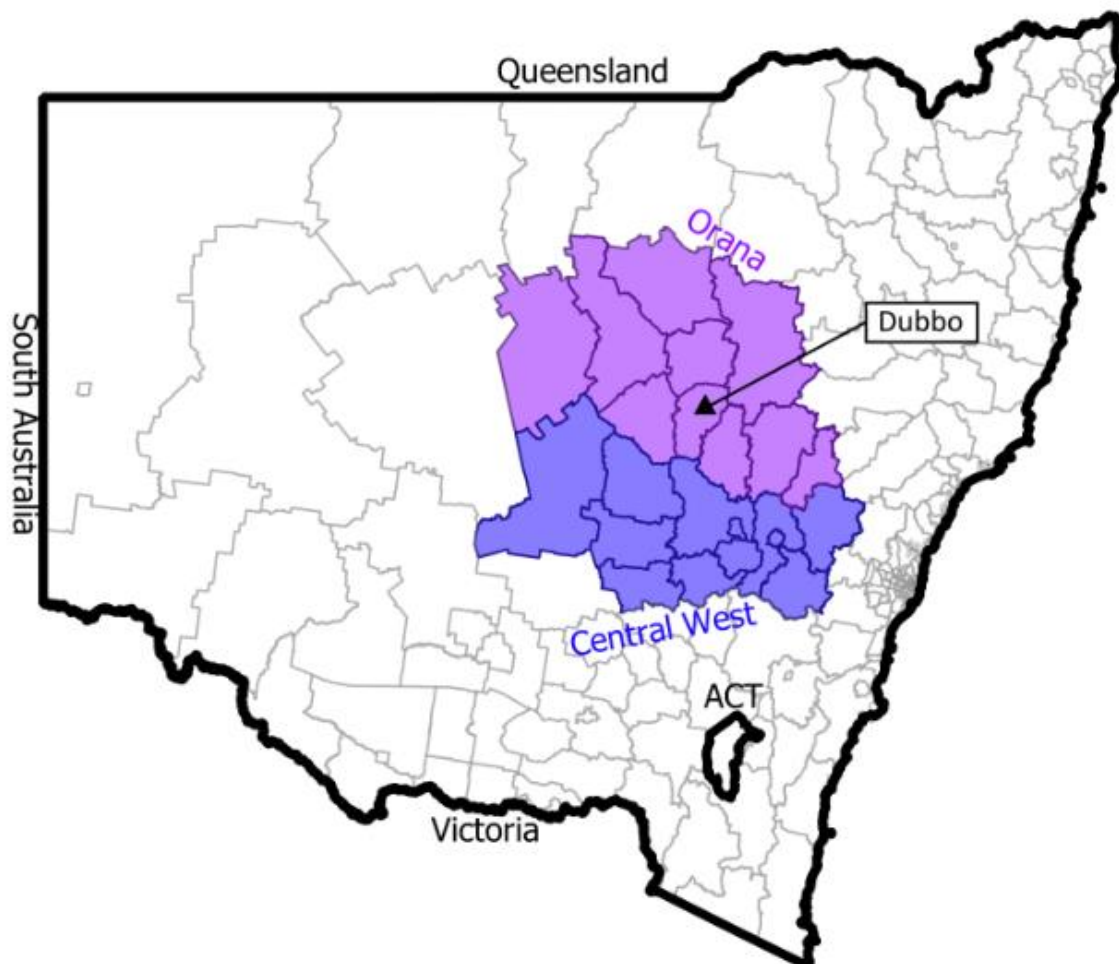 Queensland
Orana
Dubbo
South Australia
Central West
ACT
Victoria